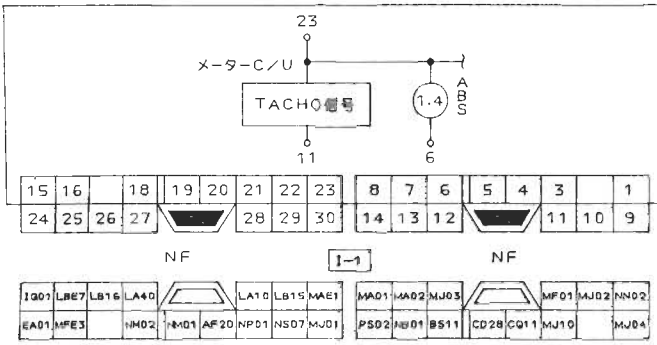 23
メーターC/U
TACHO信号
1.4
ABS
11
6
15 16 18 19 20 21 22 23
8 7 6 5 4 3 1
24 25 26 27 28 29 30
14 13 12 11 10 9
NF
I-1
NF
IQ01 LBE7 LB16 LA40 LA10 LB15 MAE1
MA01 MA02 MJ03 MF01 MJ02 NN02
EA01 MFE3 NH02 NM01 AF20 NP01 NS07 MJ01
PS02 NB01 BS11 CD28 CQ11 MJ10 MJ04